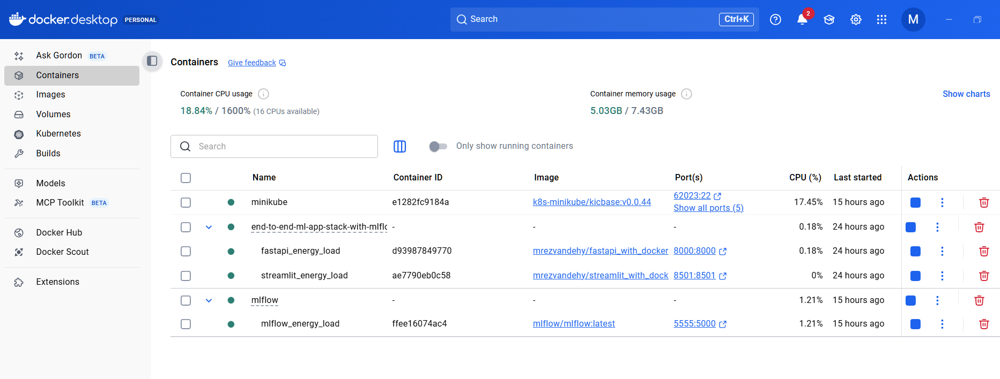 docker.desktop PERSONAL
Search
Ctrl+K
2
M
Ask Gordon BETA
Containers
Images
Volumes
Kubernetes
Builds
Models
MCP Toolkit BETA
Docker Hub
Docker Scout
Extensions
Containers Give feedback
Container CPU usage
18.84% / 1600% (16 CPUs available)
Container memory usage
5.03GB / 7.43GB
Show charts
Search
Only show running containers
Name Container ID Image Port(s) CPU (%) Last started Actions
minikube e1282fc9184a k8s-minikube/kicbase:v0.0.44 62023:22 17.45% 15 hours ago
Show all ports (5)
end-to-end-ml-app-stack-with-mlflo - - - 0.18% 24 hours ago
fastapi_energy_load d93987849770 mrezvandehy/fastapi_with_docker 8000:8000 0.18% 24 hours ago
streamlit_energy_load ae7790eb0c58 mrezvandehy/streamlit_with_dock 8501:8501 0% 24 hours ago
mlflow - - - 1.21% 15 hours ago
mlflow_energy_load ffee16074ac4 mlflow/mlflow:latest 5555:5000 1.21% 15 hours ago